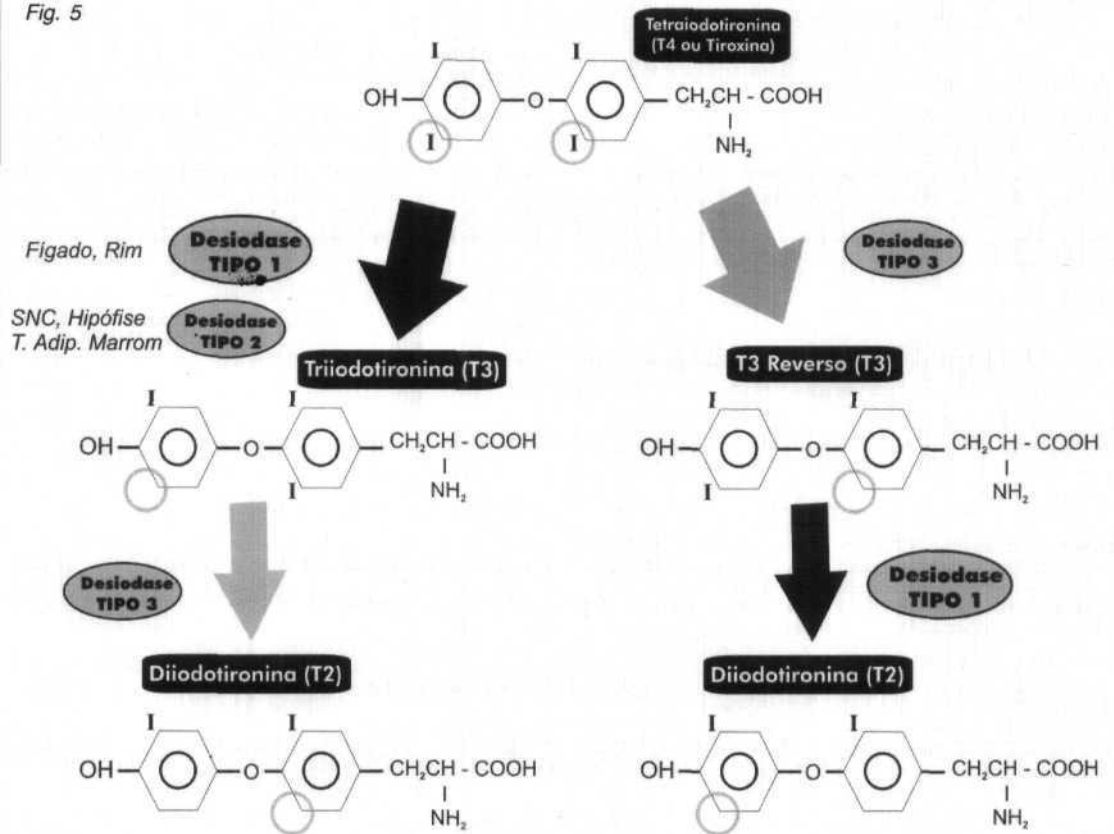 Fig. 5
Tetraiodotironina
(T4 ou Tiroxina)
I
I
OH
O
CH₂CH - COOH
I
I
NH₂
Fígado, Rim
Desiodase
TIPO 1
Desiodase
TIPO 3
SNC, Hipófise
T. Adip. Marrom
Desiodase
TIPO 2
Triiodotironina (T3)
T3 Reverso (T3)
I
I
OH
O
CH₂CH - COOH
I
NH₂
I
I
OH
O
CH₂CH - COOH
I
NH₂
Desiodase
TIPO 3
Desiodase
TIPO 1
Diiodotironina (T2)
Diiodotironina (T2)
I
I
OH
O
CH₂CH - COOH
NH₂
I
I
OH
O
CH₂CH - COOH
NH₂